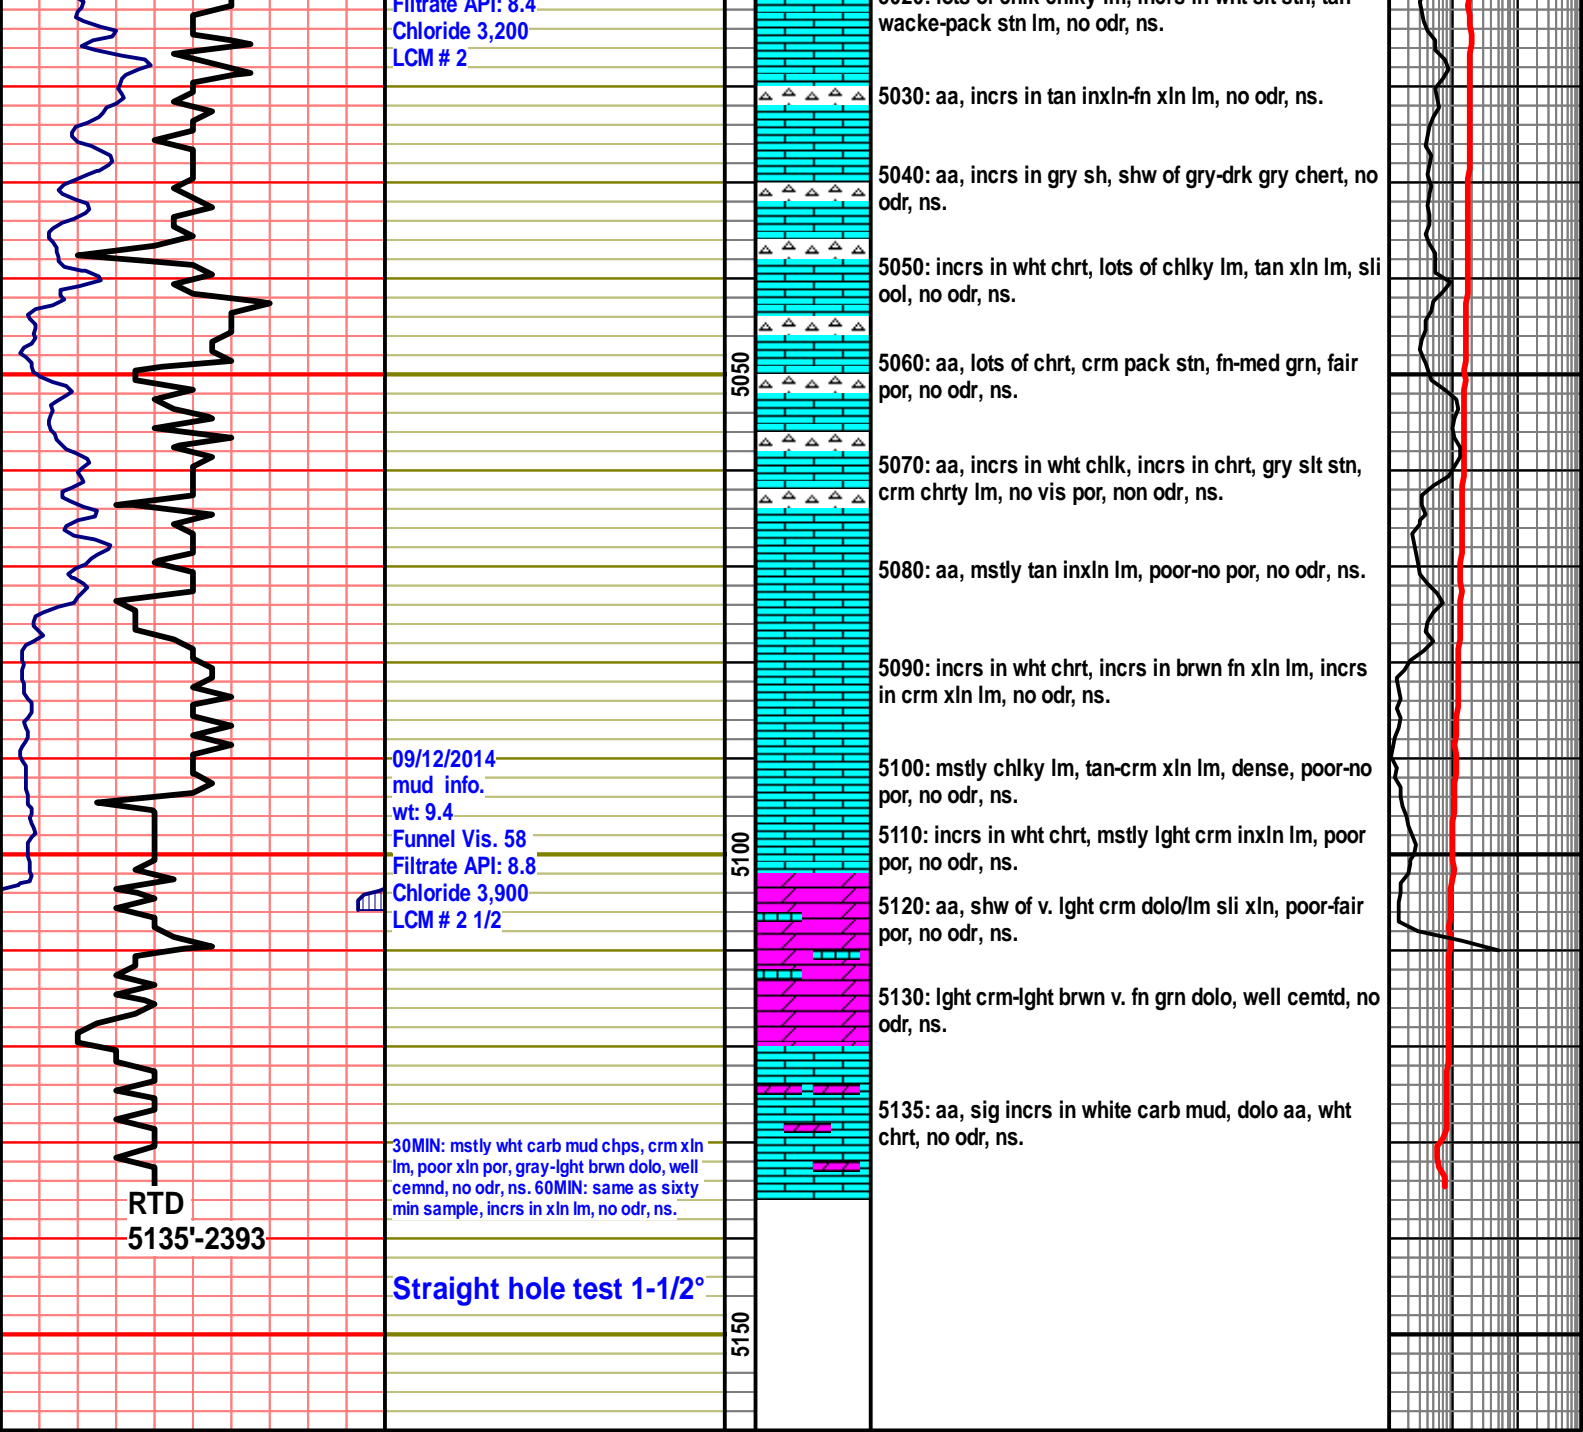 Filtrate API: 8.4
Chloride 3,200
LCM # 2
09/12/2014
mud info.
wt: 9.4
Funnel Vis. 58
Filtrate API: 8.8
Chloride 3,900
LCM # 2 1/2
30MIN: mstly wht carb mud chps, crm xln
lm, poor xln por, gray-lght brwn dolo, well
cemnd, no odr, ns. 60MIN: same as sixty
min sample, incrs in xln lm, no odr, ns.
RTD
5135'-2393
Straight hole test 1-1/2°
5050
5100
5150
5020: lots of chlk chlky lm, incrs in wht slt stn, tan
wacke-pack stn lm, no odr, ns.
5030: aa, incrs in tan inxln-fn xln lm, no odr, ns.
5040: aa, incrs in gry sh, shw of gry-drk gry chert, no
odr, ns.
5050: incrs in wht chrt, lots of chlky lm, tan xln lm, sli
ool, no odr, ns.
5060: aa, lots of chrt, crm pack stn, fn-med grn, fair
por, no odr, ns.
5070: aa, incrs in wht chlk, incrs in chrt, gry slt stn,
crm chrty lm, no vis por, non odr, ns.
5080: aa, mstly tan inxln lm, poor-no por, no odr, ns.
5090: incrs in wht chrt, incrs in brwn fn xln lm, incrs
in crm xln lm, no odr, ns.
5100: mstly chlky lm, tan-crm xln lm, dense, poor-no
por, no odr, ns.
5110: incrs in wht chrt, mstly lght crm inxln lm, poor
por, no odr, ns.
5120: aa, shw of v. lght crm dolo/lm sli xln, poor-fair
por, no odr, ns.
5130: lght crm-lght brwn v. fn grn dolo, well cemtd, no
odr, ns.
5135: aa, sig incrs in white carb mud, dolo aa, wht
chrt, no odr, ns.